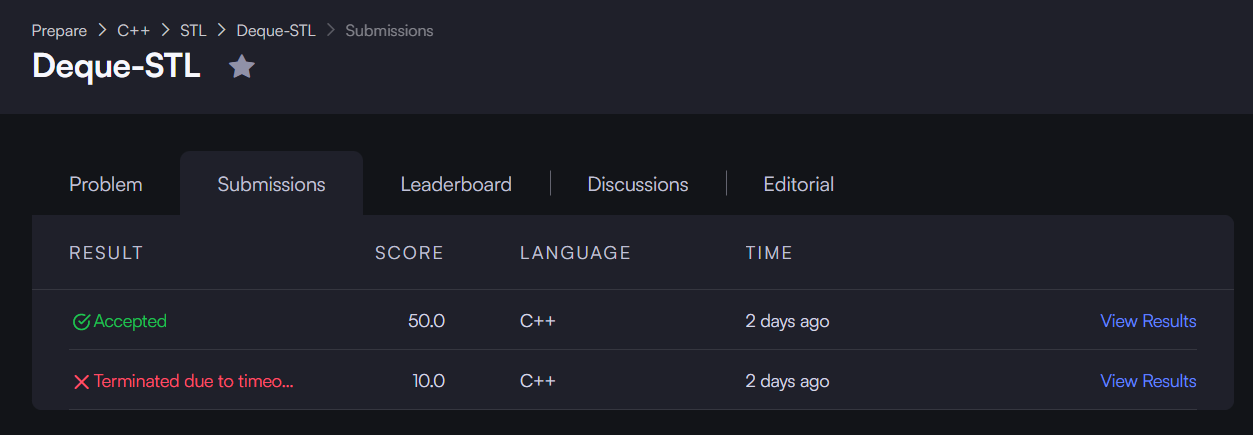 Prepare > C++ > STL > Deque-STL > Submissions
Deque-STL
Problem Submissions Leaderboard Discussions Editorial
RESULT SCORE LANGUAGE TIME
Accepted 50.0 C++ 2 days ago View Results
Terminated due to timeo... 10.0 C++ 2 days ago View Results